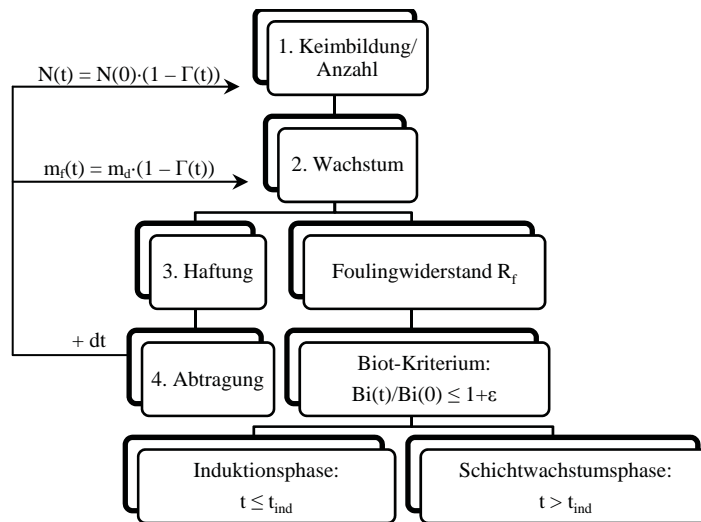 1. Keimbildung/
Anzahl
N(t) = N(0)·(1 – Γ(t))
2. Wachstum
m_f(t) = m_d·(1 – Γ(t))
3. Haftung
Foulingwiderstand R_f
+ dt
4. Abtragung
Biot-Kriterium:
Bi(t)/Bi(0) ≤ 1+ε
Induktionsphase:
t ≤ t_ind
Schichtwachstumsphase:
t > t_ind